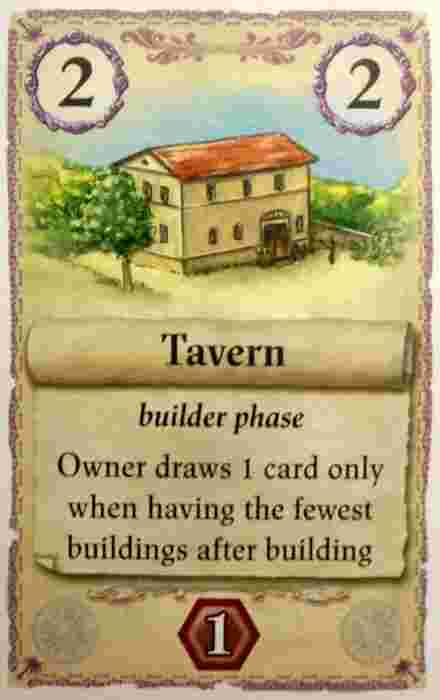 2 2
Tavern
builder phase
Owner draws 1 card only
when having the fewest
buildings after building
1